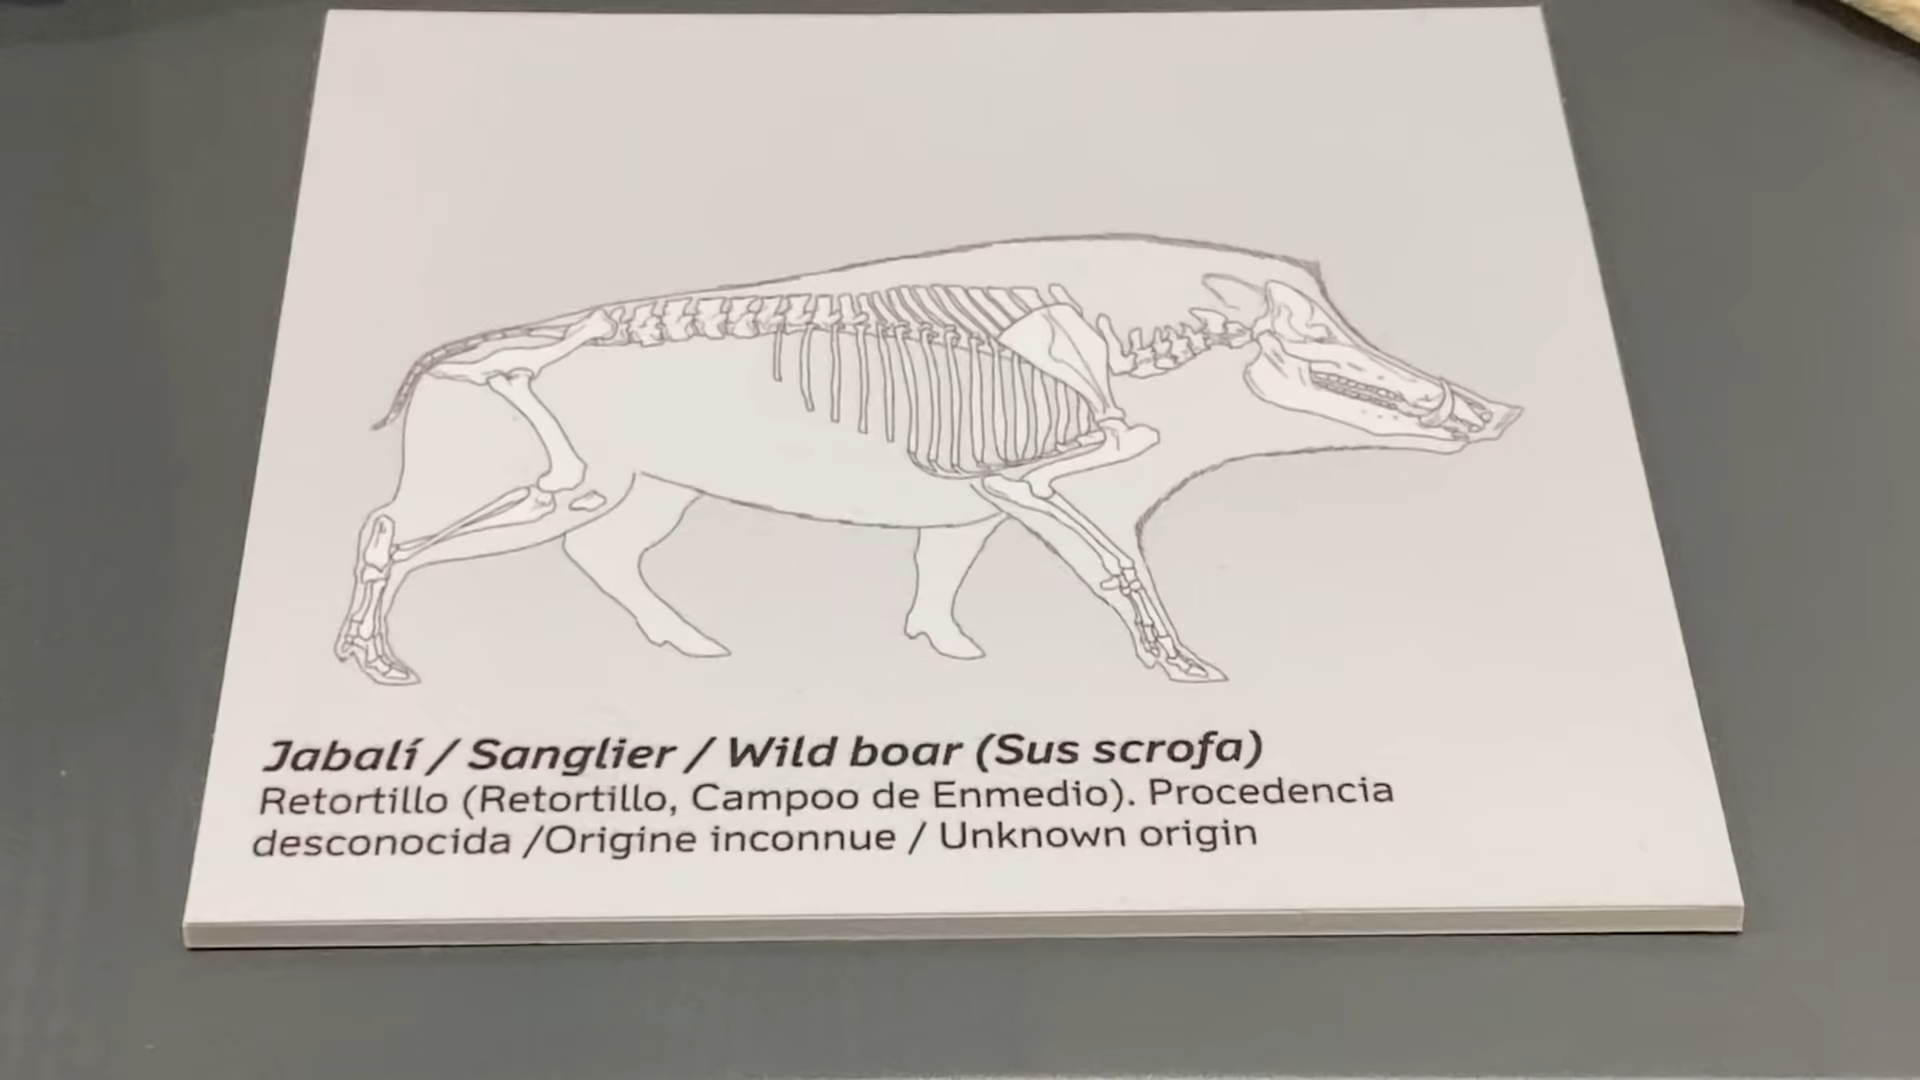 Jabalí / Sanglier / Wild boar (Sus scrofa)
Retortillo (Retortillo, Campoo de Enmedio). Procedencia
desconocida /Origine inconnue / Unknown origin